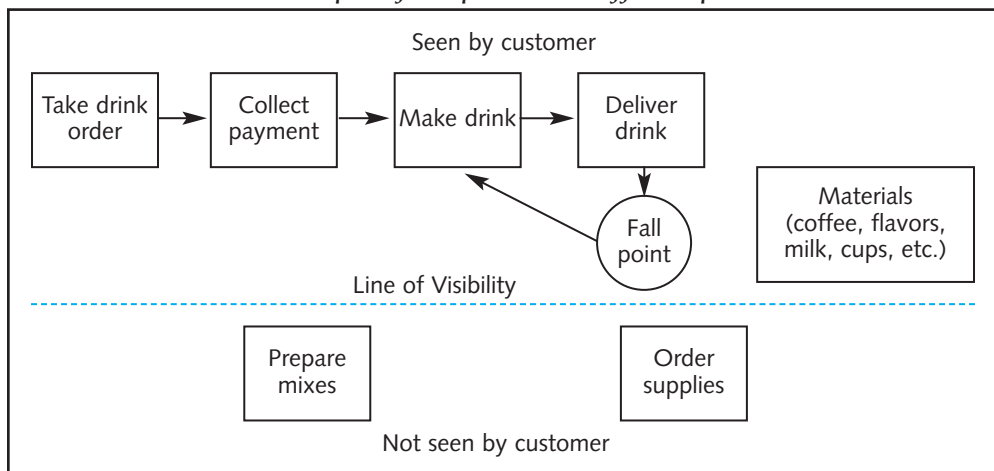 Seen by customer
Take drink
order
Collect
payment
Make drink
Deliver
drink
Fall
point
Materials
(coffee, flavors,
milk, cups, etc.)
Line of Visibility
Prepare
mixes
Order
supplies
Not seen by customer